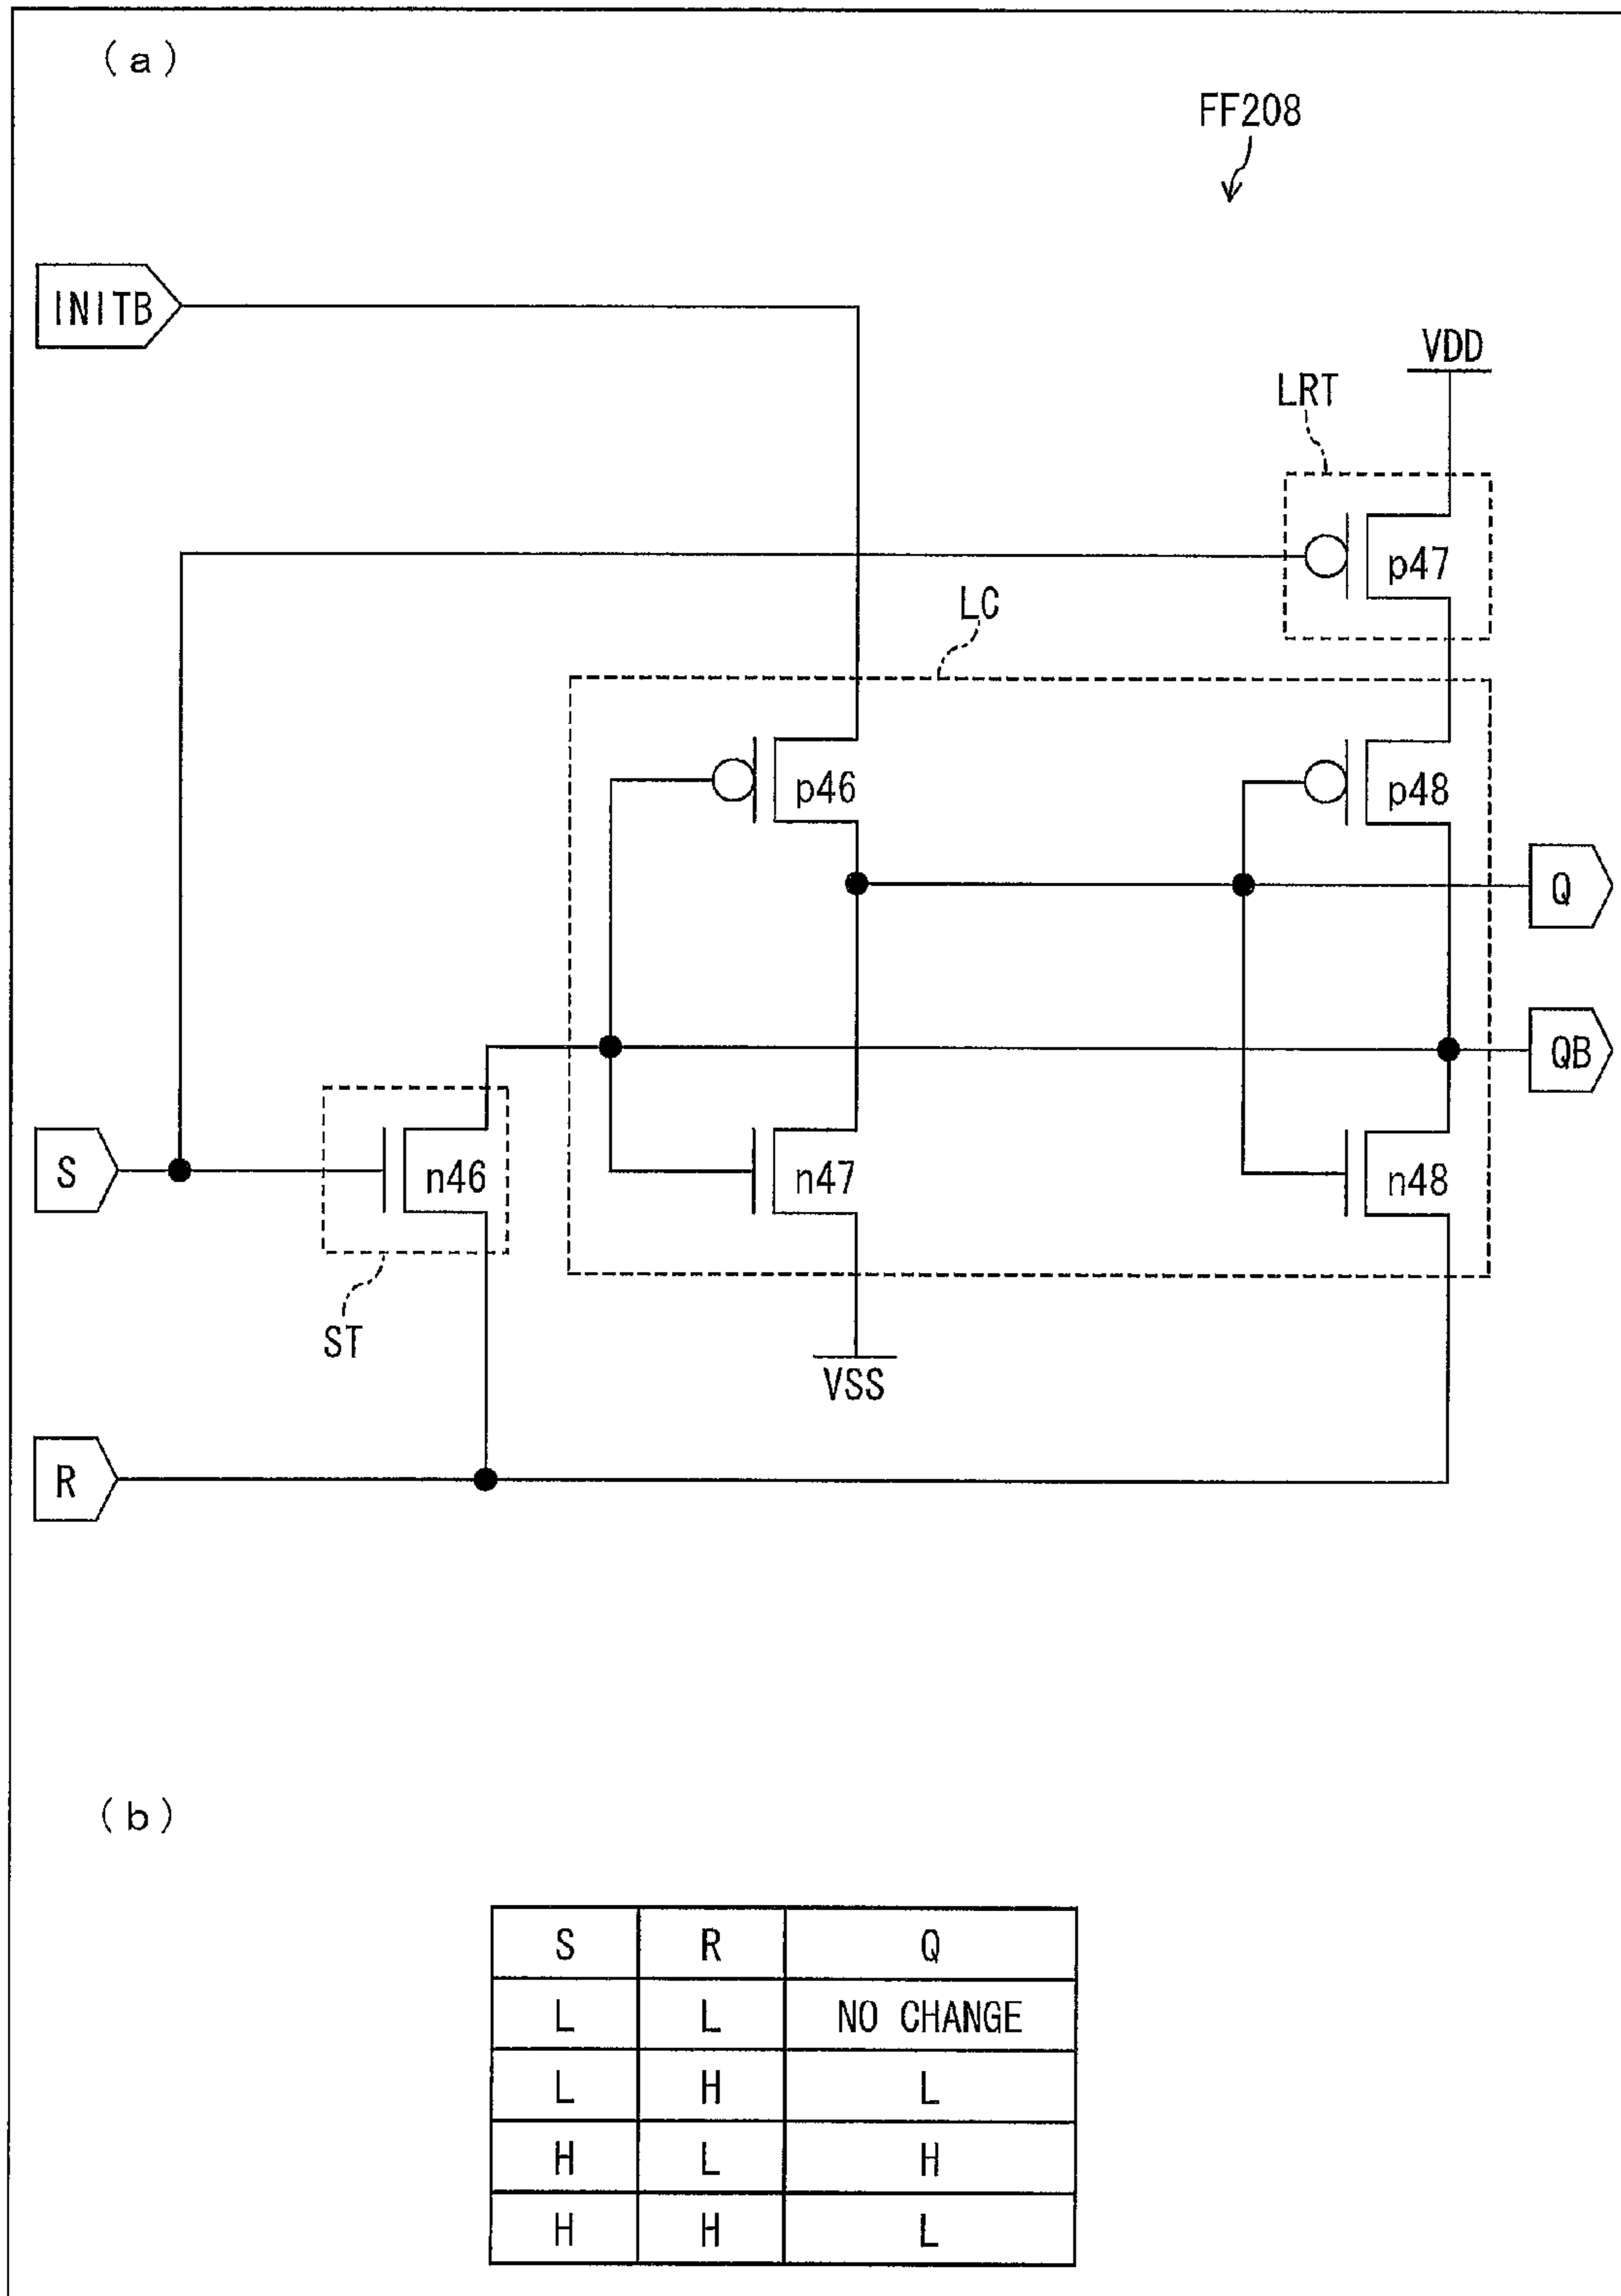 (a)
FF208
INITB
VDD
LRT
p47
LC
p46
p48
Q
QB
S
n46
n47
n48
ST
VSS
R
(b)
S R Q
L L NO CHANGE
L H L
H L H
H H L